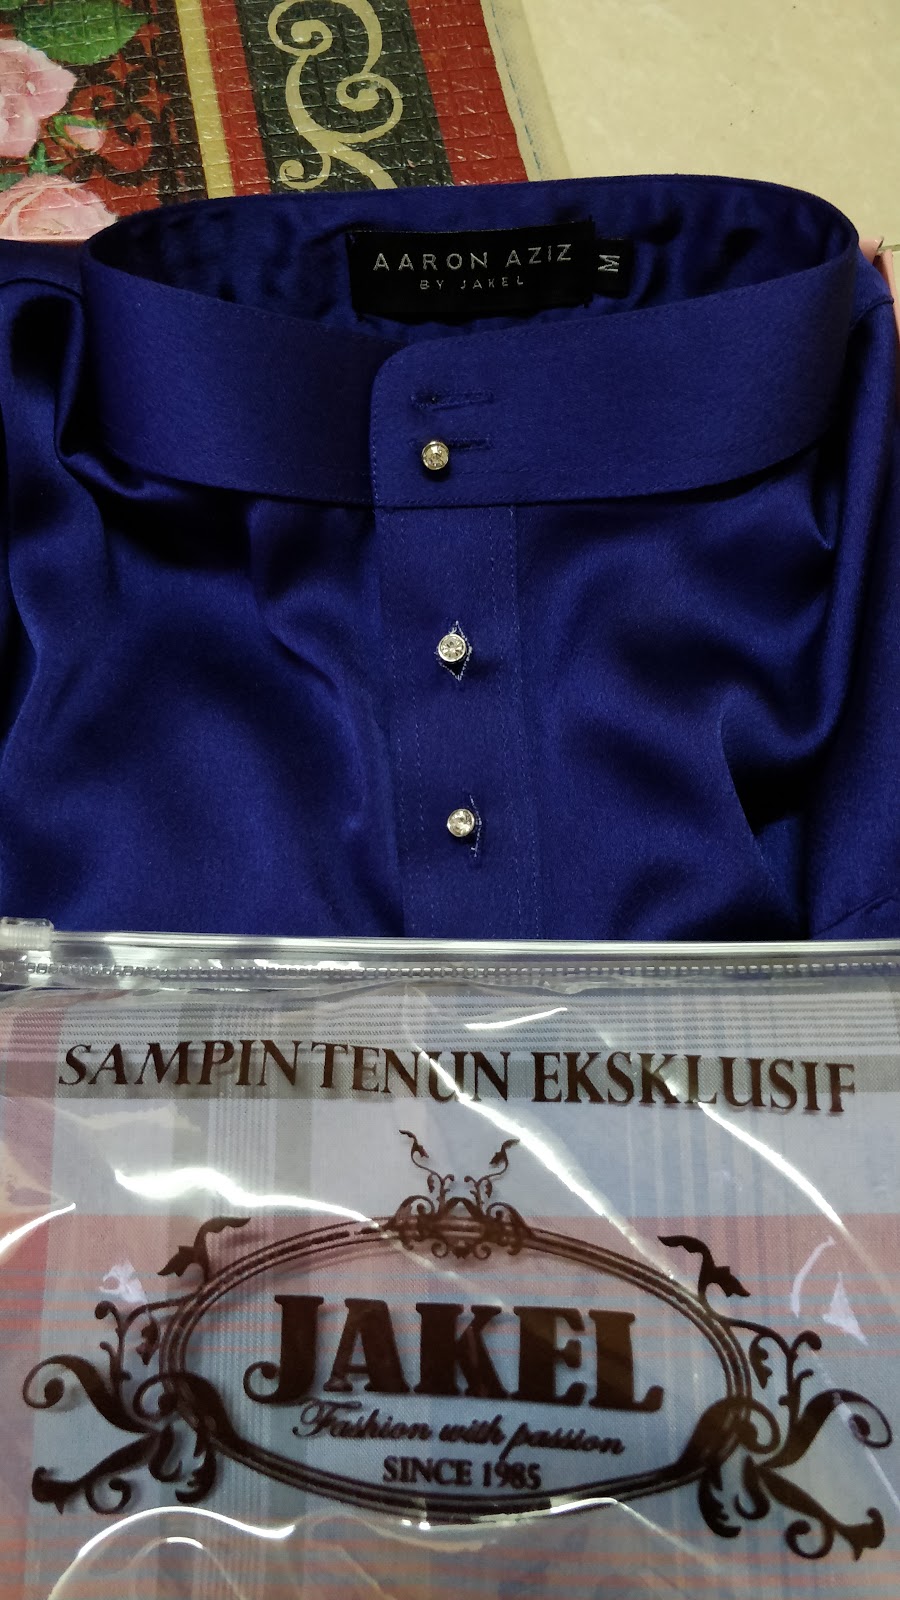 AARON AZIZ
BY JAKEL
M
SAMPIN TENUN EKSKLUSIF
JAKEL
Fashion with passion
SINCE 1985